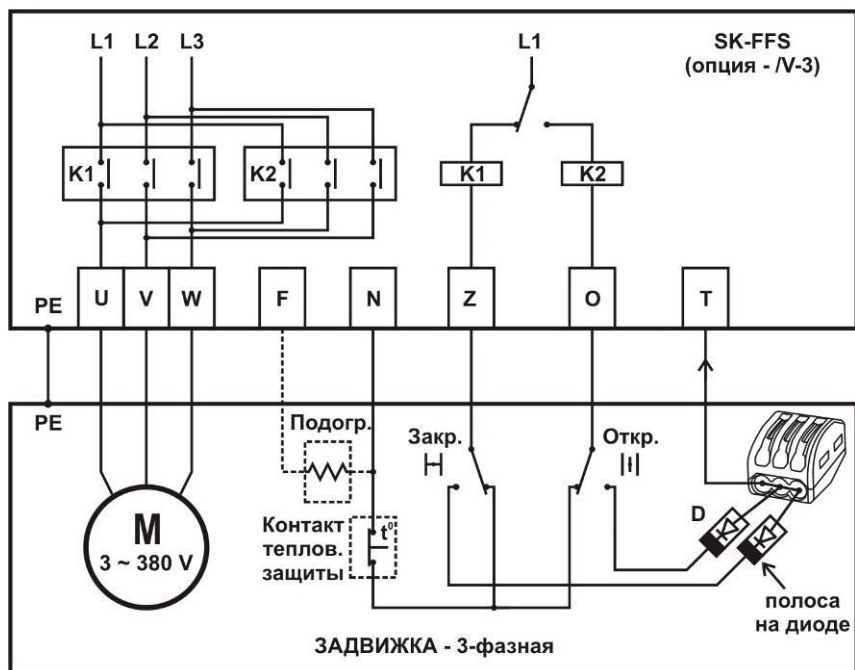 L1 L2 L3 L1 SK-FFS
(опция - /V-3)
K1 K2 K1 K2
PE U V W F N Z O T
PE
Подогр. Закр. Откр.
M
3 ~ 380 V
Контакт
теплов.
защиты
t⁰
D
полоса
на диоде
ЗАДВИЖКА - 3-фазная